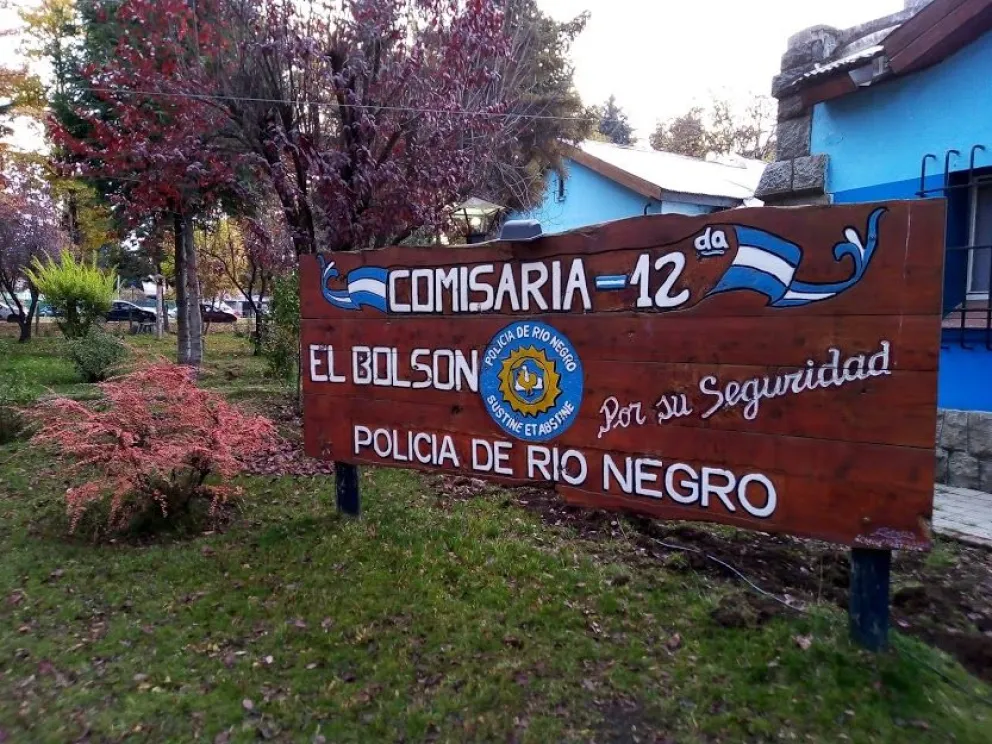 COMISARIA - 12 da
EL BOLSON
POLICIA DE RIO NEGRO
SUSTINE ET ABSTINE
Por su Seguridad
POLICIA DE RIO NEGRO